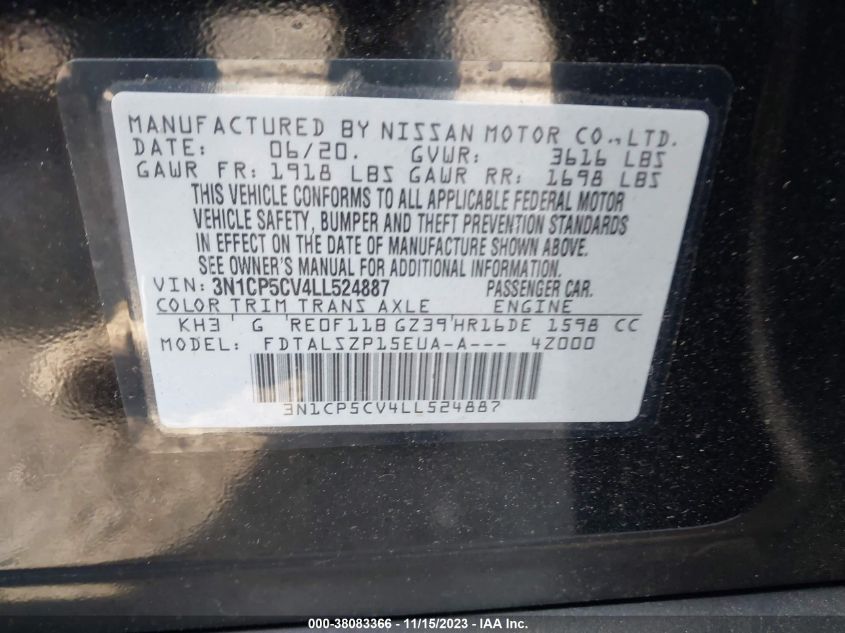 MANUFACTURED BY NISSAN MOTOR CO., LTD.
DATE: 06/20. GVWR: 3616 LBS
GAWR FR: 1918 LBS GAWR RR: 1698 LBS
THIS VEHICLE CONFORMS TO ALL APPLICABLE FEDERAL MOTOR
VEHICLE SAFETY, BUMPER AND THEFT PREVENTION STANDARDS
IN EFFECT ON THE DATE OF MANUFACTURE SHOWN ABOVE.
SEE OWNER'S MANUAL FOR ADDITIONAL INFORMATION.
VIN: 3N1CP5CV4LL524887 PASSENGER CAR.
COLOR TRIM TRANS AXLE ENGINE
KH3 ' G ' RE0F11B GZ39'HR16DE 1598 CC
MODEL: FDTALSZP15EUA-A--- 4Z000
3N1CP5CV4LL524887
000-38083366 - 11/15/2023 - IAA Inc.